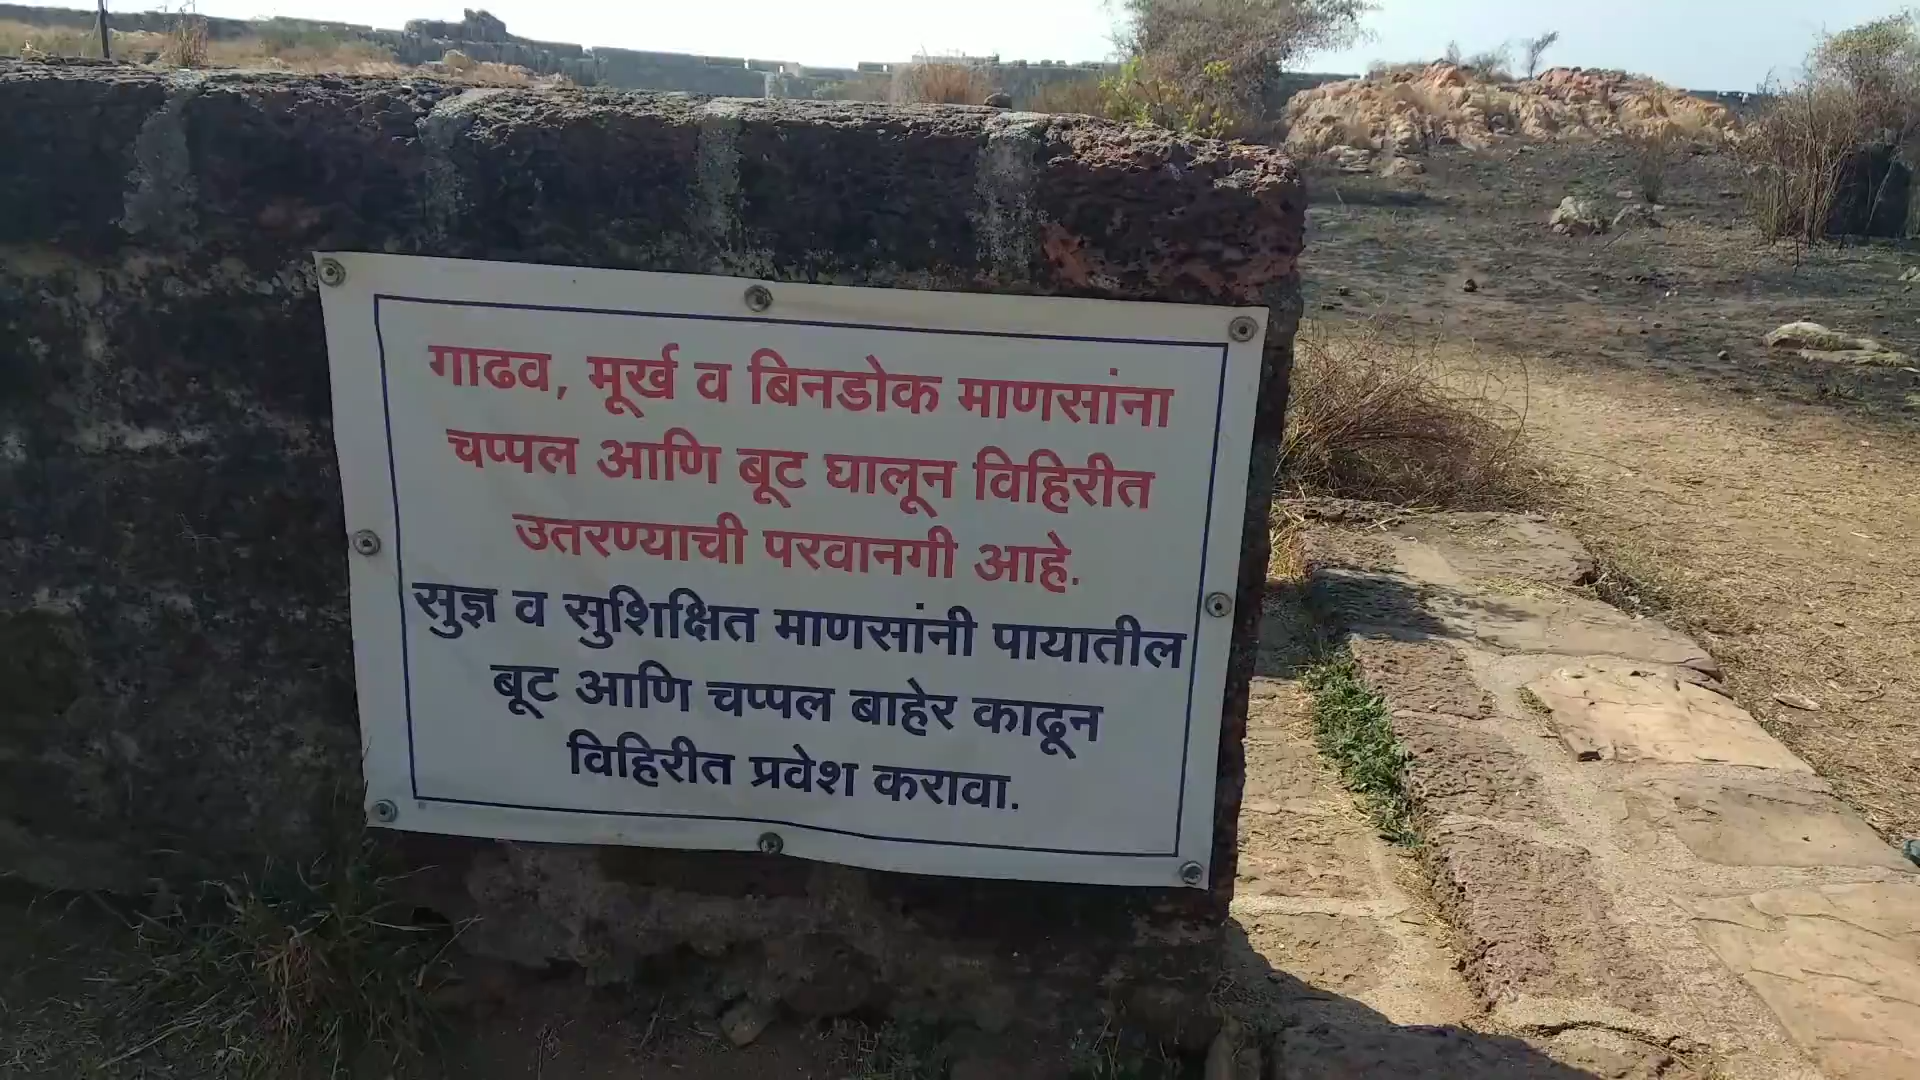 गाढव, मूर्ख व बिनडोक माणसांना
चप्पल आणि बूट घालून विहिरीत
उतरण्याची परवानगी आहे.
सुज्ञ व सुशिक्षित माणसांनी पायातील
बूट आणि चप्पल बाहेर काढून
विहिरीत प्रवेश करावा.